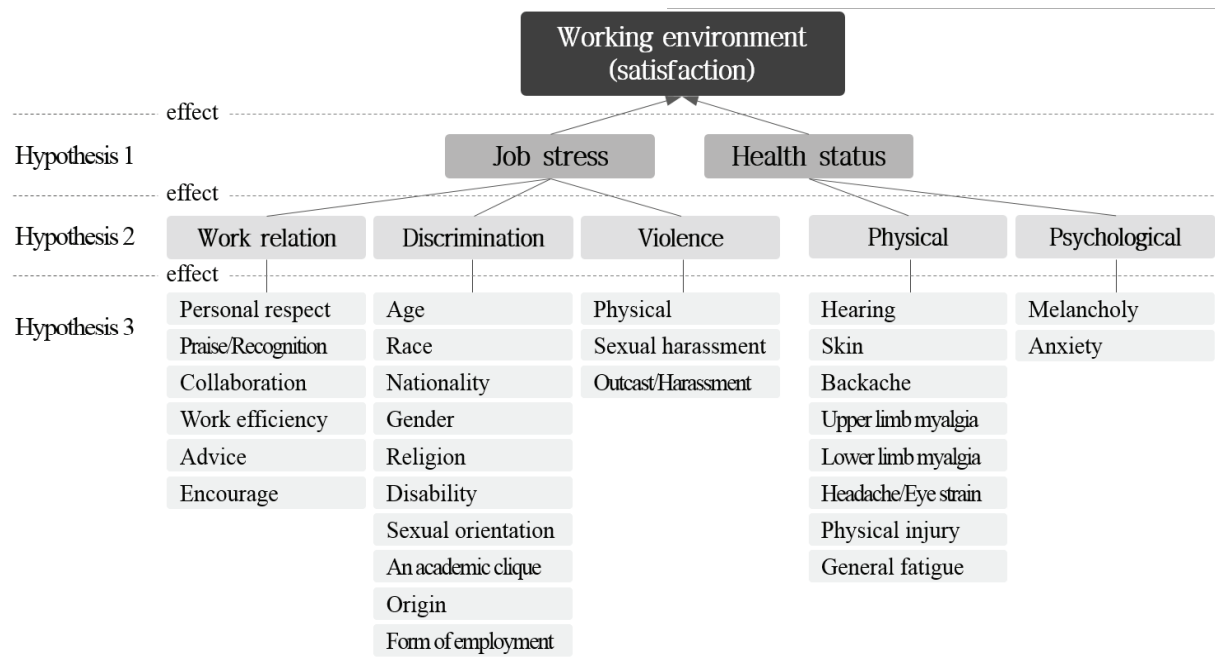 Working environment
(satisfaction)
effect
Hypothesis 1
Job stress
Health status
effect
Hypothesis 2
Work relation
Discrimination
Violence
Physical
Psychological
effect
Hypothesis 3
Personal respect
Praise/Recognition
Collaboration
Work efficiency
Advice
Encourage
Age
Race
Nationality
Gender
Religion
Disability
Sexual orientation
An academic clique
Origin
Form of employment
Physical
Sexual harassment
Outcast/Harassment
Hearing
Skin
Backache
Upper limb myalgia
Lower limb myalgia
Headache/Eye strain
Physical injury
General fatigue
Melancholy
Anxiety